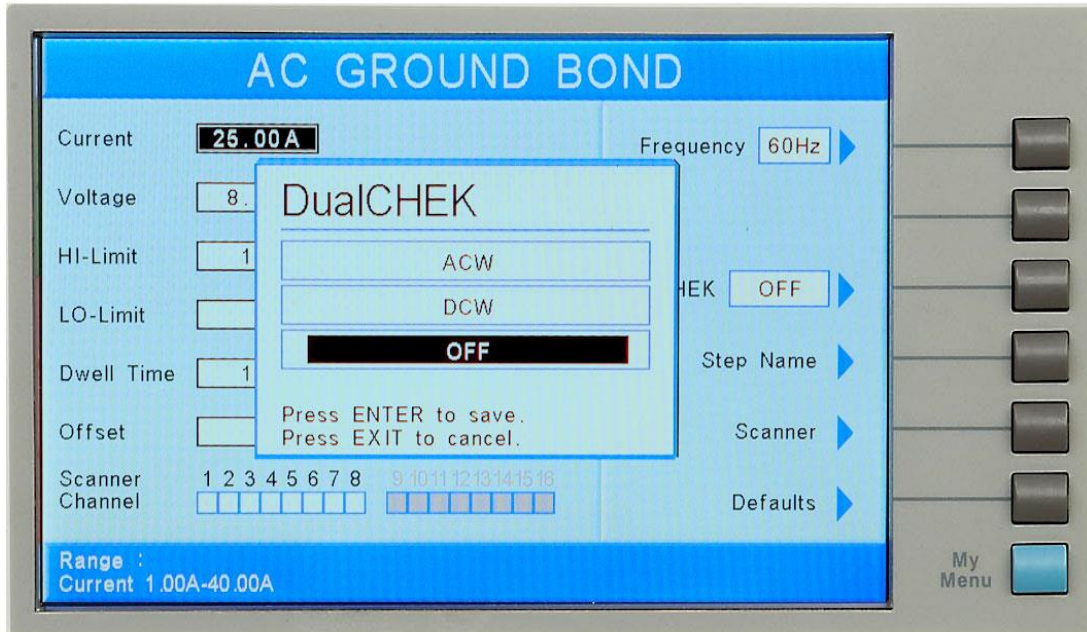 AC GROUND BOND
Current 25.00A
Frequency 60Hz
Voltage 8.
DualCHEK
HI-Limit 1
ACW
HEK OFF
LO-Limit
DCW
OFF
Step Name
Dwell Time 1
Offset
Press ENTER to save.
Press EXIT to cancel.
Scanner
Scanner 1 2 3 4 5 6 7 8 9 10 11 12 13 14 15 16
Channel
Defaults
Range :
Current 1.00A-40.00A
My
Menu